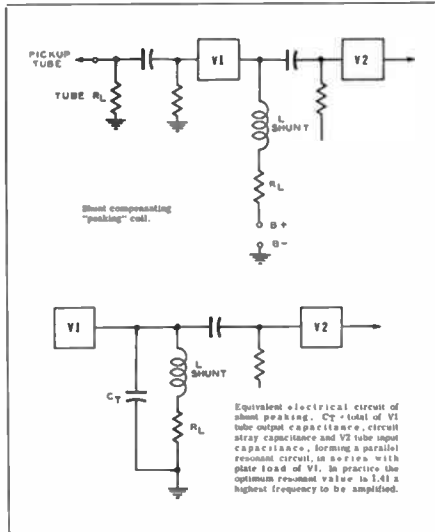 PICKUP
TUBE
V1
V2
TUBE RL
L
SHUNT
RL
Shunt compensating
"peaking" coil.
B+
B-
V1
V2
L
SHUNT
CT
RL
Equivalent electrical circuit of
shunt peaking. CT = total of V1
tube output capacitance, circuit
stray capacitance and V2 tube input
capacitance, forming a parallel
resonant circuit, in series with
plate load of V1. In practice the
optimum resonant value is 1.41 x
highest frequency to be amplified.